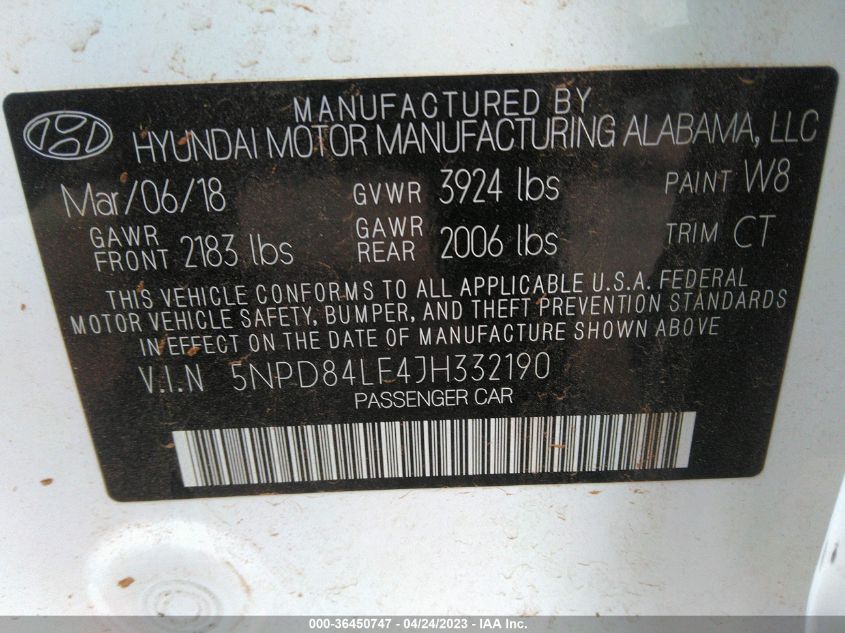 MANUFACTURED BY
HYUNDAI MOTOR MANUFACTURING ALABAMA, LLC
Mar/06/18 GVWR 3924 lbs PAINT W8
GAWR FRONT 2183 lbs GAWR REAR 2006 lbs TRIM CT
THIS VEHICLE CONFORMS TO ALL APPLICABLE U.S.A. FEDERAL
MOTOR VEHICLE SAFETY, BUMPER, AND THEFT PREVENTION STANDARDS
IN EFFECT ON THE DATE OF MANUFACTURE SHOWN ABOVE
V.I.N 5NPD84LF4JH332190
PASSENGER CAR
000-36450747 - 04/24/2023 - IAA Inc.